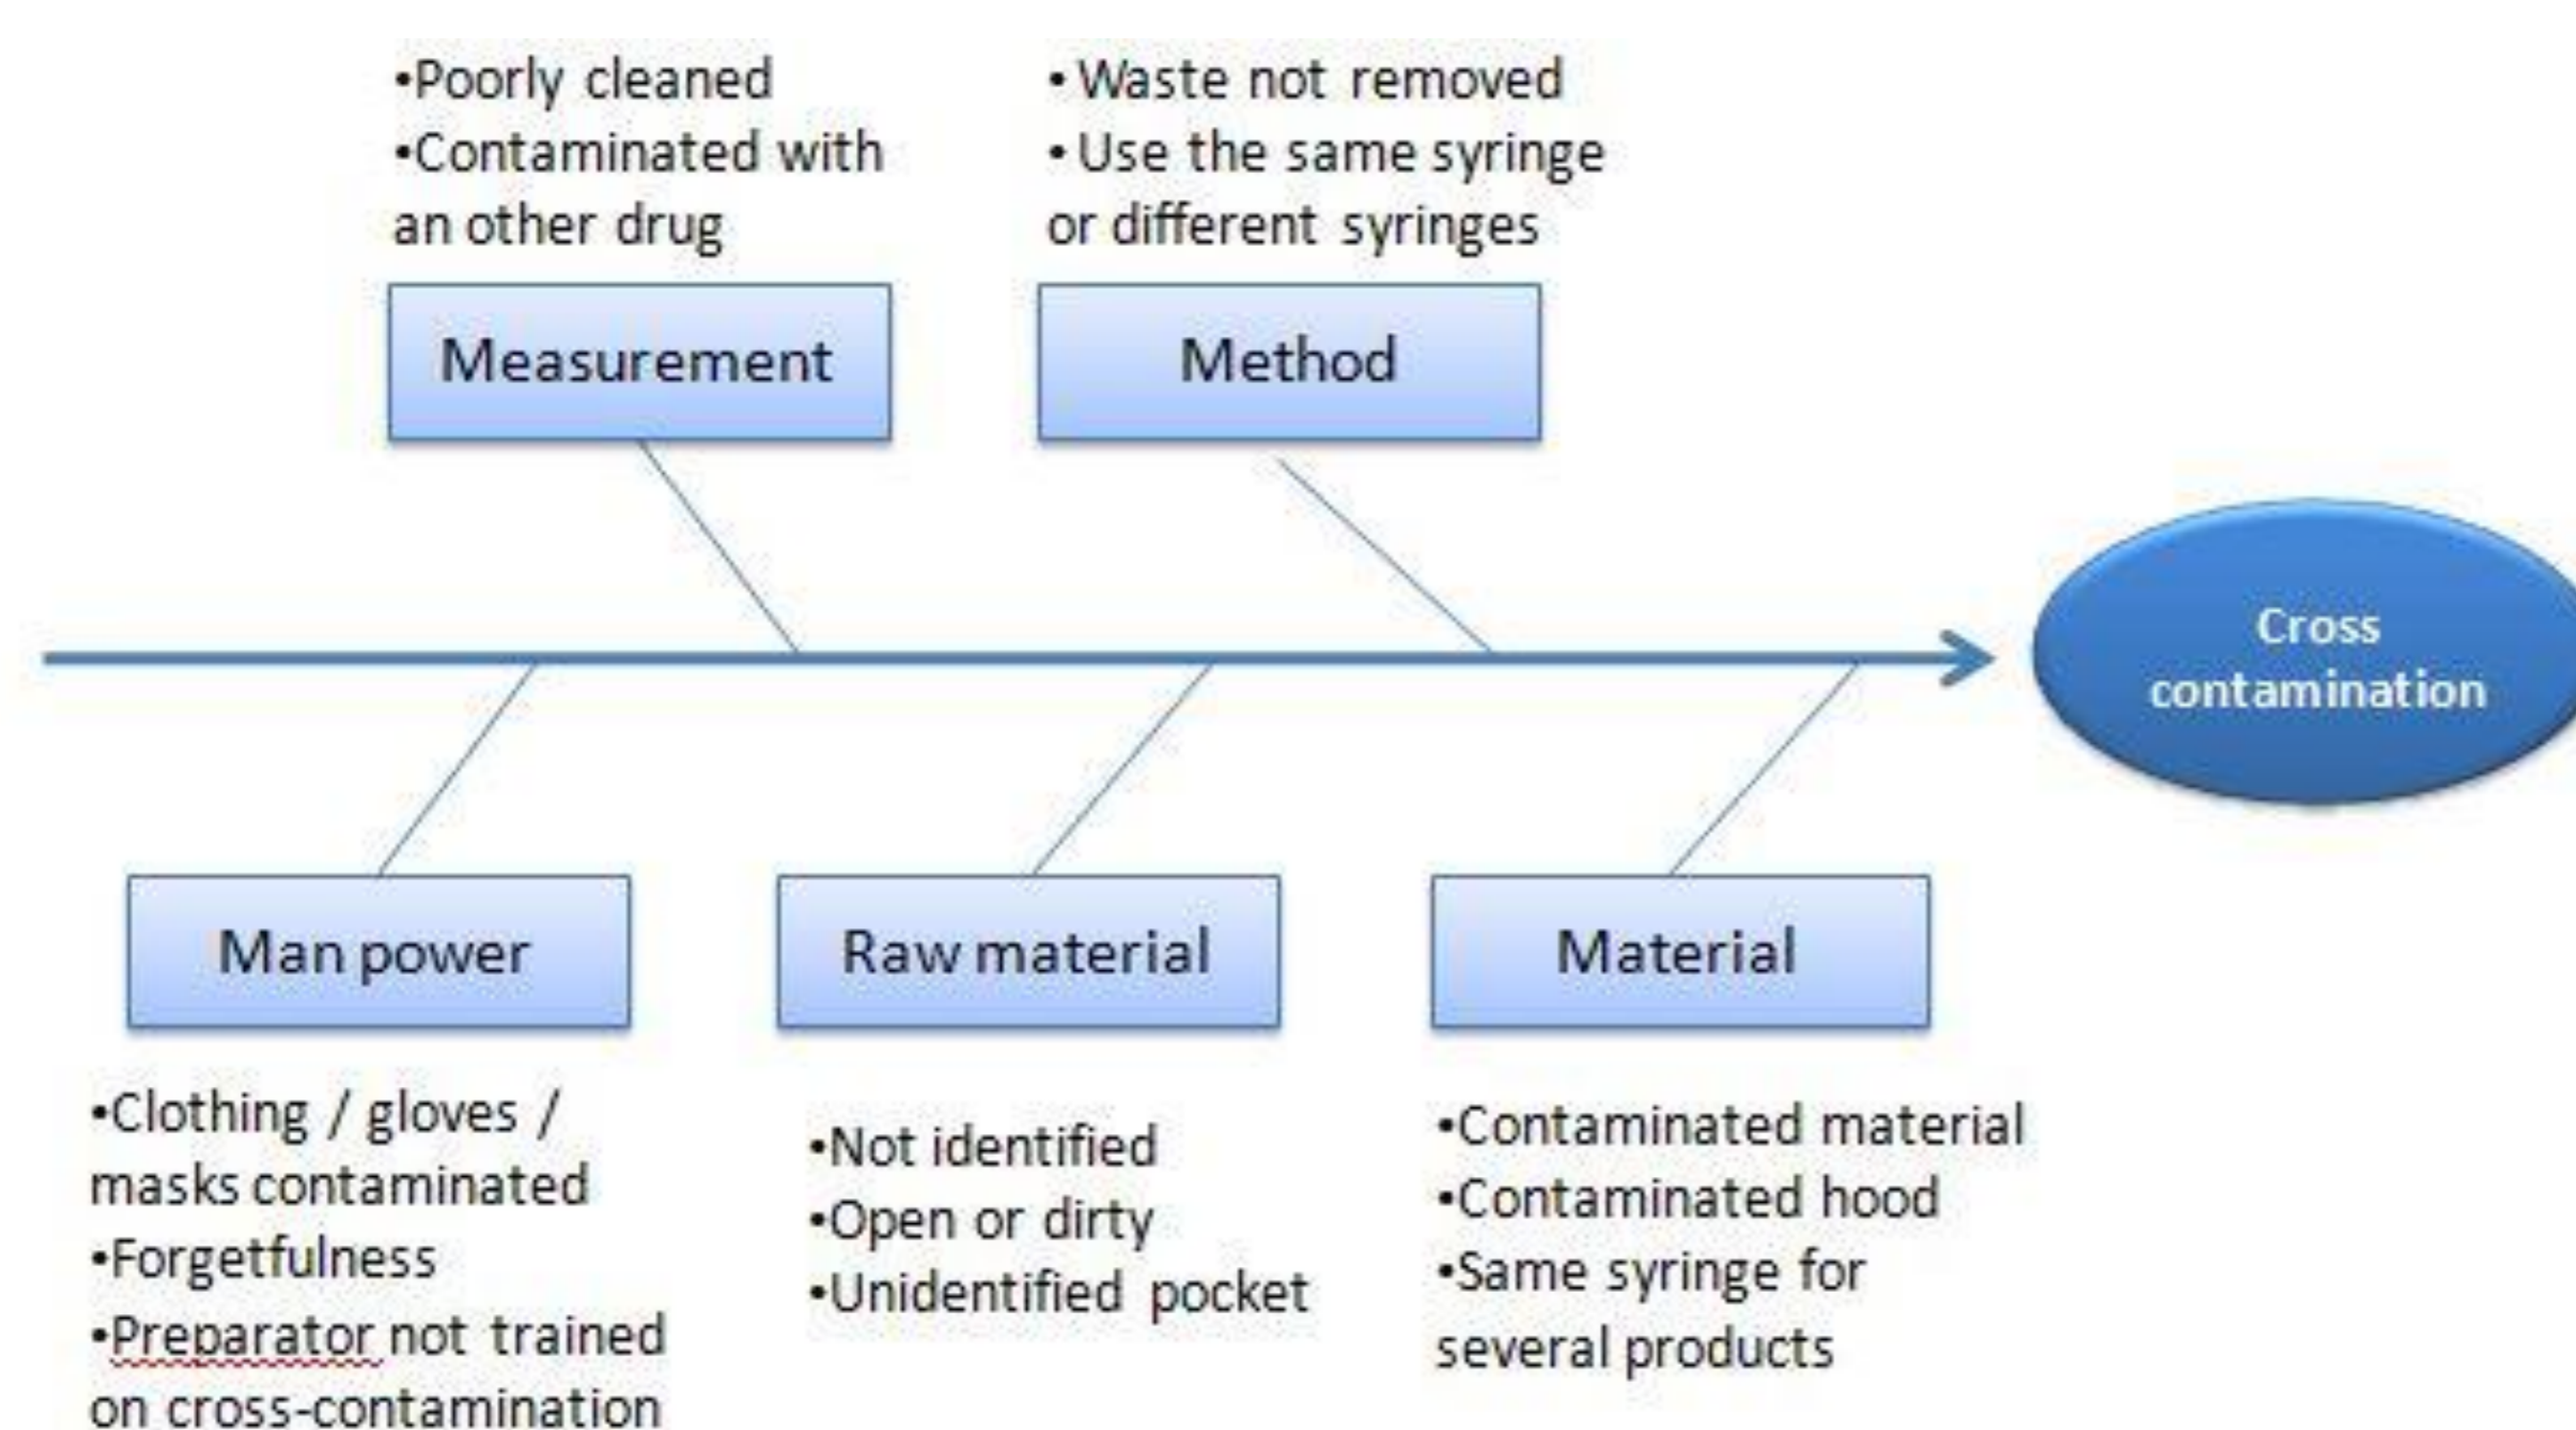 •Poorly cleaned
•Contaminated with
an other drug
• Waste not removed
• Use the same syringe
or different syringes
Measurement
Method
Cross
contamination
Man power
Raw material
Material
•Clothing / gloves /
masks contaminated
•Forgetfulness
•Preparator not trained
on cross-contamination
•Not identified
•Open or dirty
•Unidentified pocket
•Contaminated material
•Contaminated hood
•Same syringe for
several products